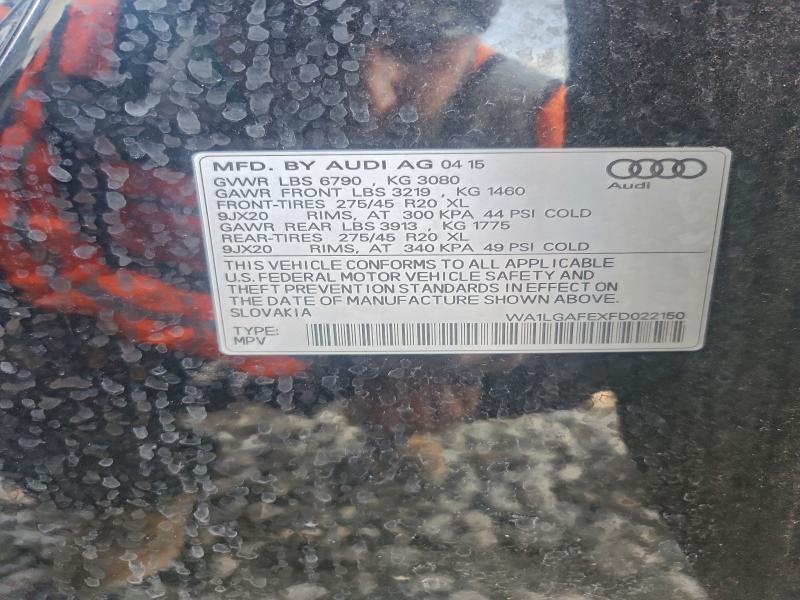 MFD. BY AUDI AG 04 15
Audi
GVWR LBS 6790 , KG 3080
GAWR FRONT LBS 3219 , KG 1460
FRONT-TIRES 275/45 R20 XL
9JX20 RIMS, AT 300 KPA 44 PSI COLD
GAWR REAR LBS 3913 , KG 1775
REAR-TIRES 275/45 R20 XL
9JX20 RIMS, AT 340 KPA 49 PSI COLD
THIS VEHICLE CONFORMS TO ALL APPLICABLE
U.S. FEDERAL MOTOR VEHICLE SAFETY AND
THEFT PREVENTION STANDARDS IN EFFECT ON
THE DATE OF MANUFACTURE SHOWN ABOVE.
SLOVAKIA WA1LGAFEXFD022150
TYPE:
MPV